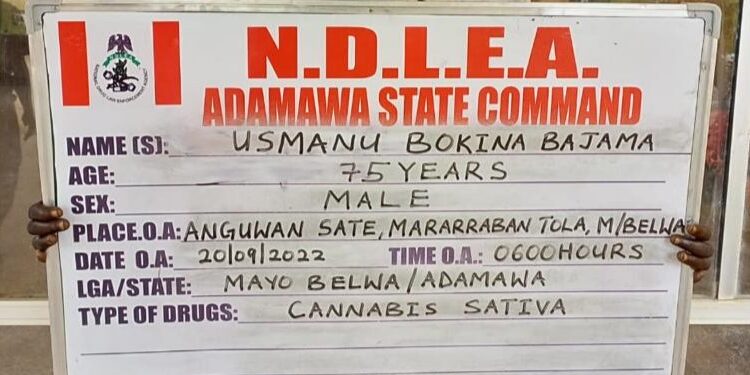 N.D.L.E.A.
ADAMAWA STATE COMMAND
NAME (S): USMANU BOKINA BAJAMA
AGE: 75 YEARS
SEX: MALE
PLACE.O.A: ANGUWAN SATE, MARARRABAN TOLA, M/BELWA
DATE O.A: 20/09/2022 TIME O.A.: 0600HOURS
LGA/STATE: MAYO BELWA/ADAMAWA
TYPE OF DRUGS: CANNABIS SATIVA